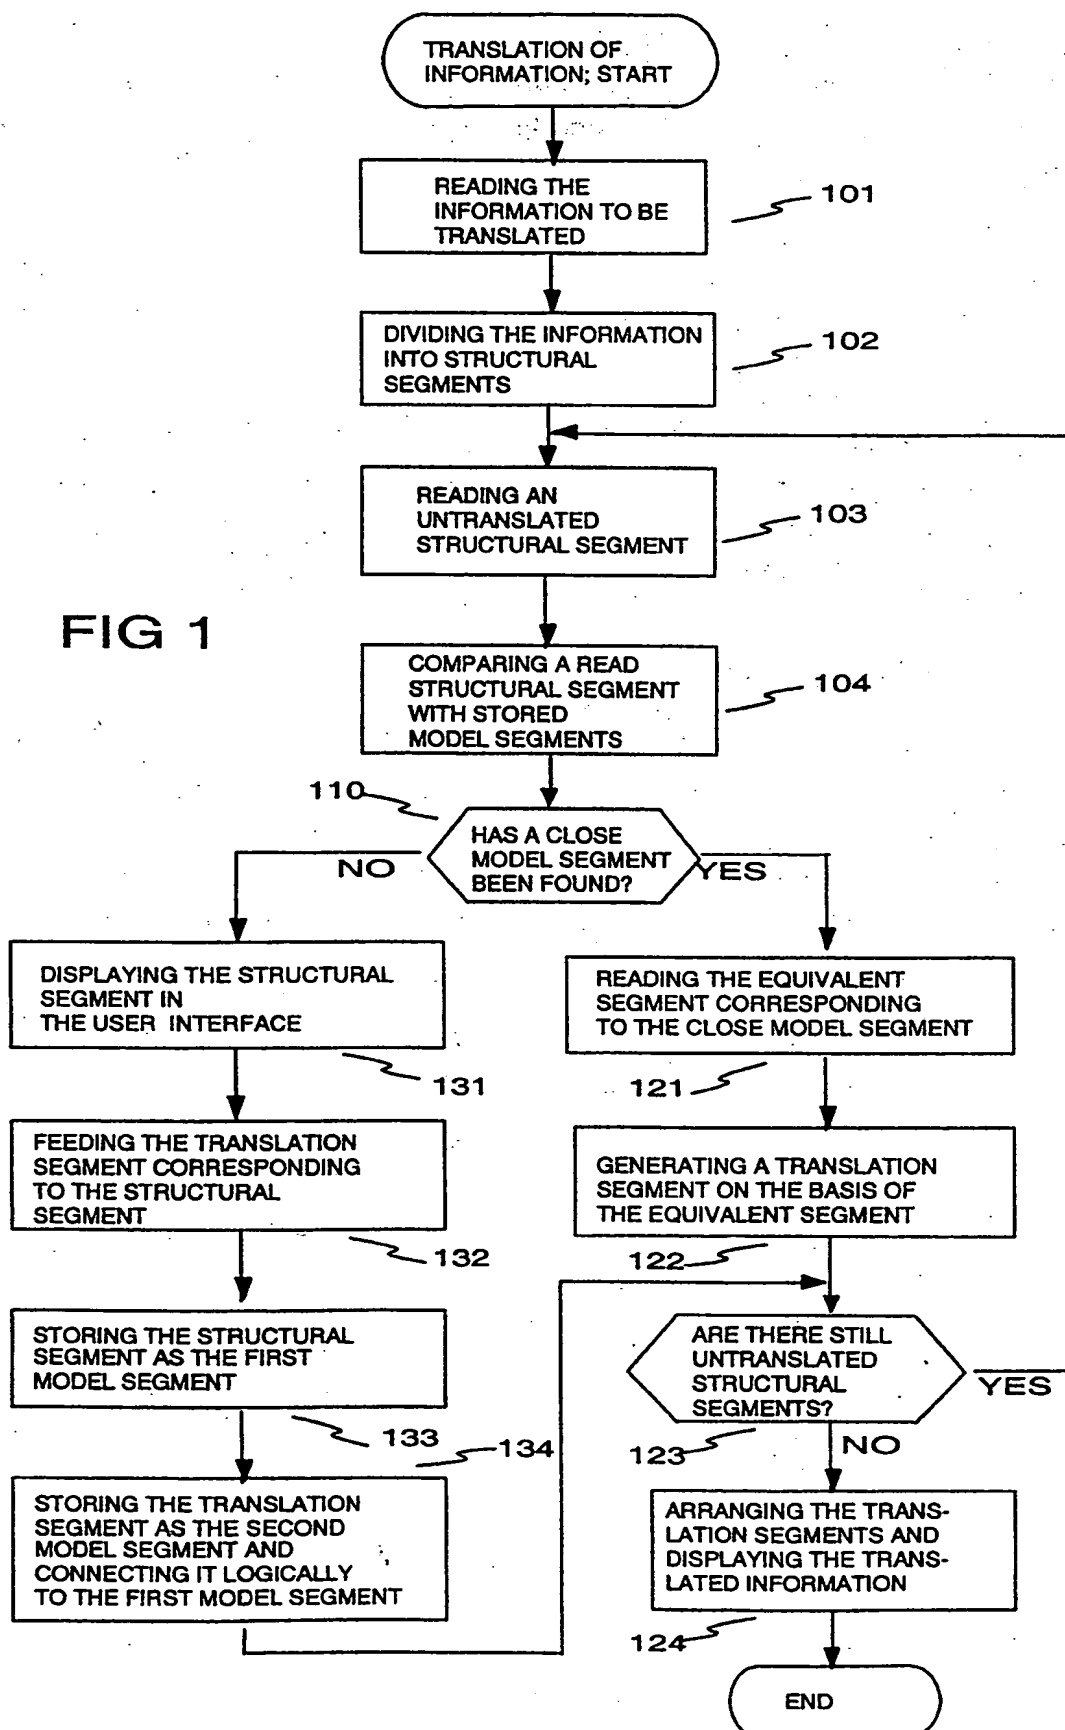 TRANSLATION OF
INFORMATION; START
READING THE
INFORMATION TO BE
TRANSLATED
101
DIVIDING THE INFORMATION
INTO STRUCTURAL
SEGMENTS
102
READING AN
UNTRANSLATED
STRUCTURAL SEGMENT
103
FIG 1
COMPARING A READ
STRUCTURAL SEGMENT
WITH STORED
MODEL SEGMENTS
104
110
HAS A CLOSE
MODEL SEGMENT
BEEN FOUND?
NO
YES
DISPLAYING THE STRUCTURAL
SEGMENT IN
THE USER INTERFACE
131
READING THE EQUIVALENT
SEGMENT CORRESPONDING
TO THE CLOSE MODEL SEGMENT
121
FEEDING THE TRANSLATION
SEGMENT CORRESPONDING
TO THE STRUCTURAL
SEGMENT
132
GENERATING A TRANSLATION
SEGMENT ON THE BASIS OF
THE EQUIVALENT SEGMENT
122
STORING THE STRUCTURAL
SEGMENT AS THE FIRST
MODEL SEGMENT
133
ARE THERE STILL
UNTRANSLATED
STRUCTURAL
SEGMENTS?
YES
123
NO
134
STORING THE TRANSLATION
SEGMENT AS THE SECOND
MODEL SEGMENT AND
CONNECTING IT LOGICALLY
TO THE FIRST MODEL SEGMENT
ARRANGING THE TRANS-
LATION SEGMENTS AND
DISPLAYING THE TRANS-
LATED INFORMATION
124
END